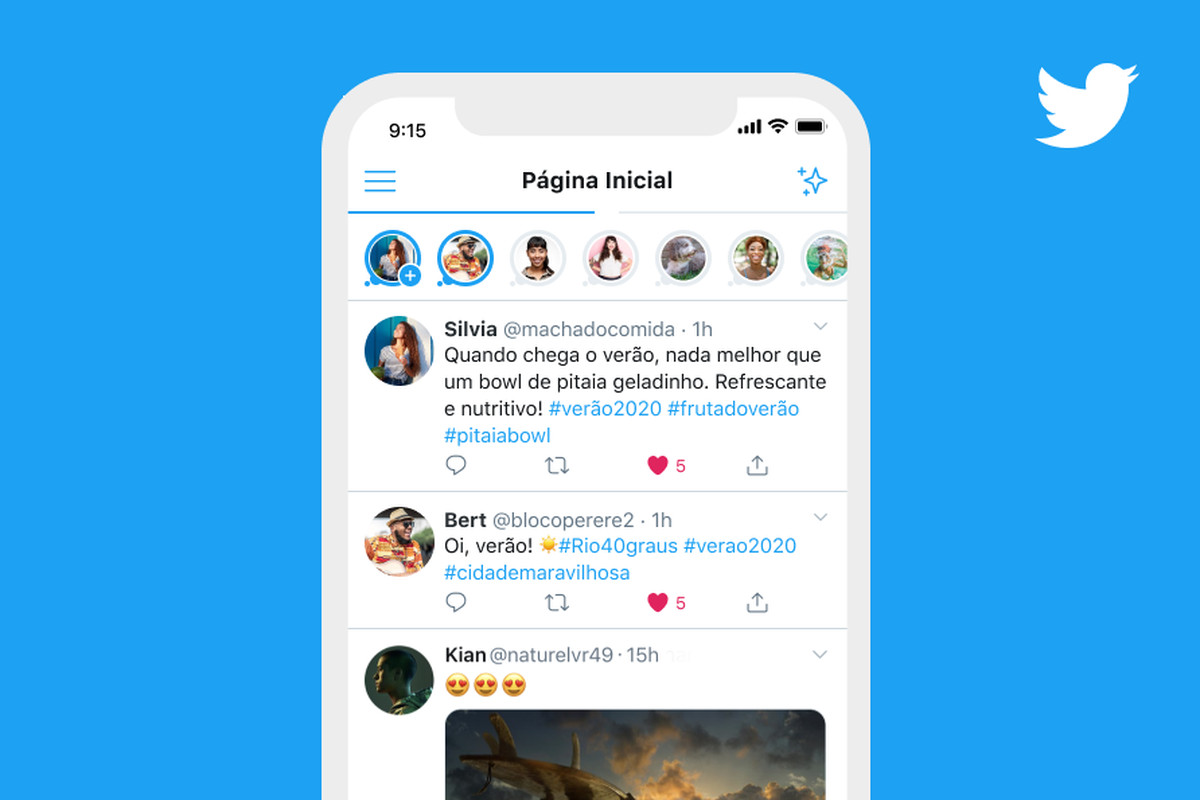 9:15
Página Inicial
Silvia @machadocomida · 1h
Quando chega o verão, nada melhor que
um bowl de pitaia geladinho. Refrescante
e nutritivo! #verão2020 #frutadoverão
#pitaiabowl
5
Bert @blocoperere2 · 1h
Oi, verão! ☀️#Rio40graus #verao2020
#cidademaravilhosa
5
Kian @naturelvr49 · 15h
😍😍😍